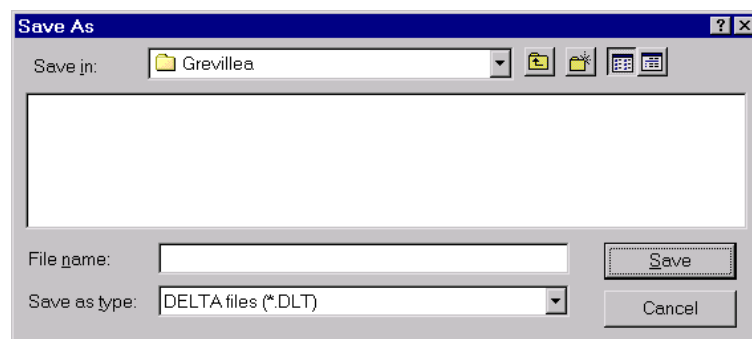 Save As
Save in: Grevillea
File name: Save
Save as type: DELTA files (*.DLT) Cancel